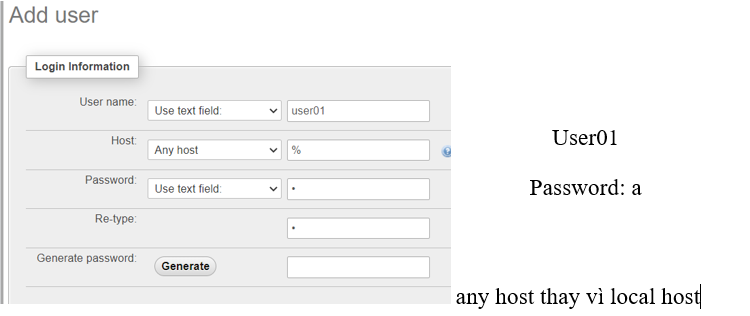 Add user
Login Information
User name: Use text field: user01
Host: Any host %
Password: Use text field: •
Re-type: •
Generate password: Generate
User01
Password: a
any host thay vì local host